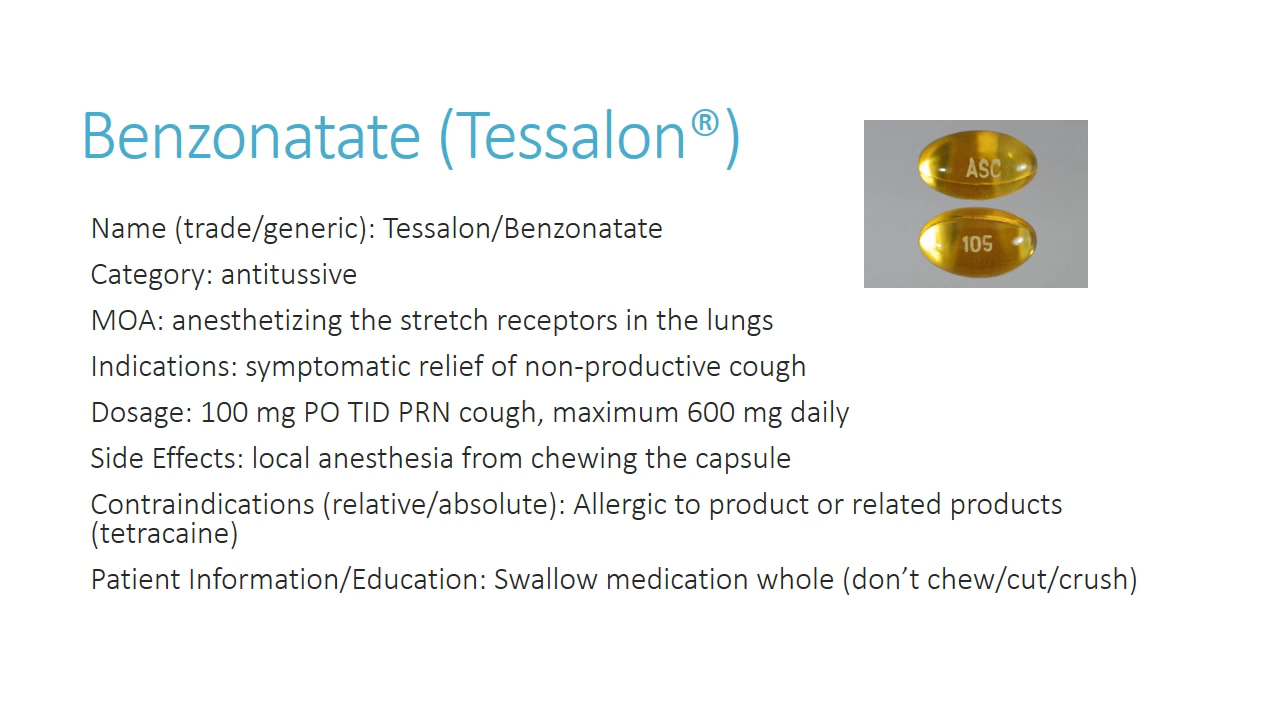 Benzonatate (Tessalon®)
ASC
105
Name (trade/generic): Tessalon/Benzonatate
Category: antitussive
MOA: anesthetizing the stretch receptors in the lungs
Indications: symptomatic relief of non-productive cough
Dosage: 100 mg PO TID PRN cough, maximum 600 mg daily
Side Effects: local anesthesia from chewing the capsule
Contraindications (relative/absolute): Allergic to product or related products
(tetracaine)
Patient Information/Education: Swallow medication whole (don’t chew/cut/crush)